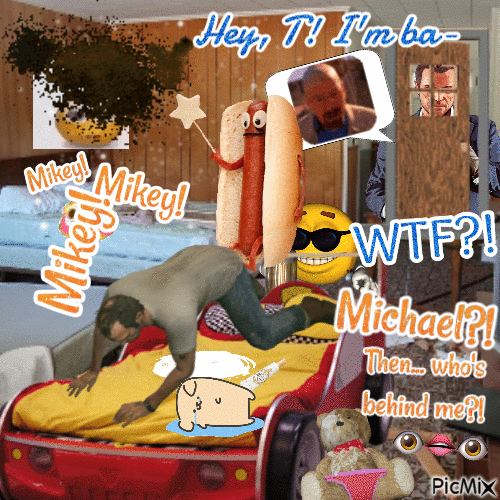 Hey, T! I'm ba-
Mikey!
Mikey!
Mikey!
WTF?!
Michael?!
Then... who's
behind me?!
PicMix